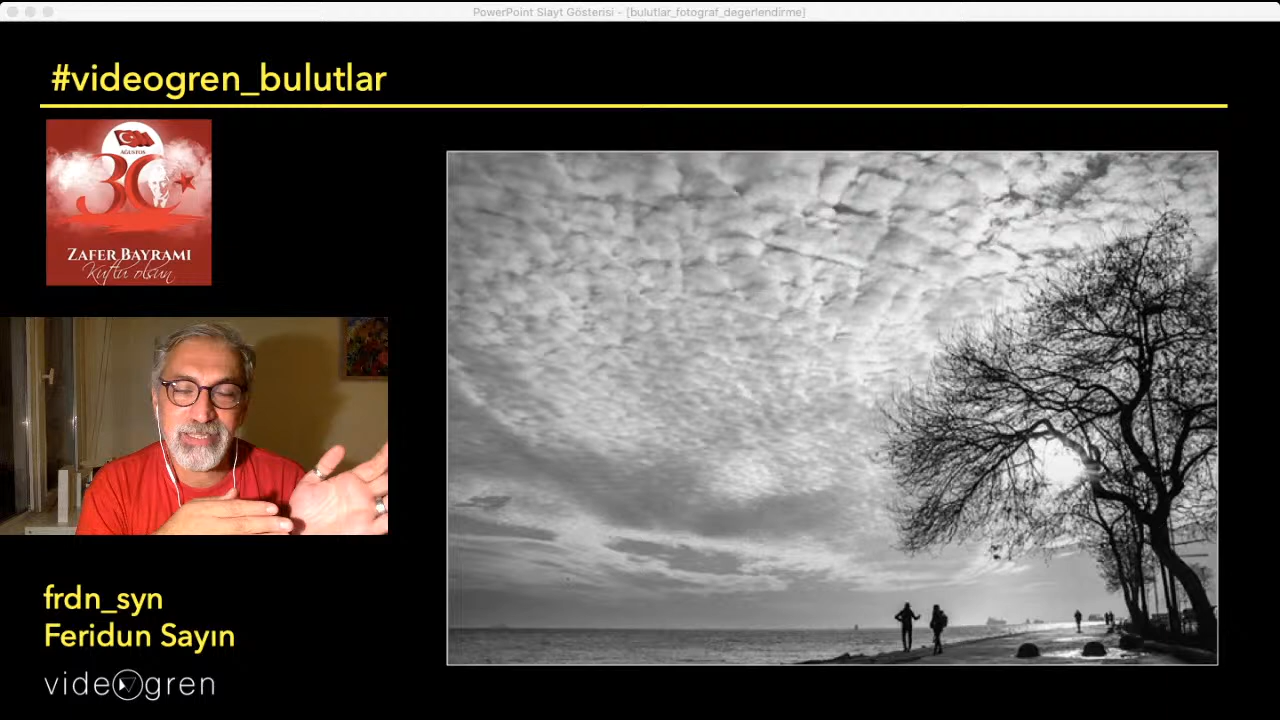 PowerPoint Slayt Gösterisi - [bulutlar_fotograf_degerlendirme]
#videogren_bulutlar
AĞUSTOS
30
ZAFER BAYRAMI
Kutlu olsun
frdn_syn
Feridun Sayın
videogren